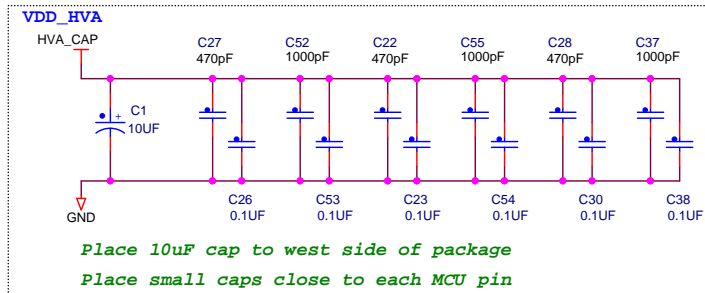 VDD_HVA
HVA_CAP
C27 C52 C22 C55 C28 C37
470pF 1000pF 470pF 1000pF 470pF 1000pF
C1
+
10UF
C26 C53 C23 C54 C30 C38
0.1UF 0.1UF 0.1UF 0.1UF 0.1UF 0.1UF
GND
Place 10uF cap to west side of package
Place small caps close to each MCU pin